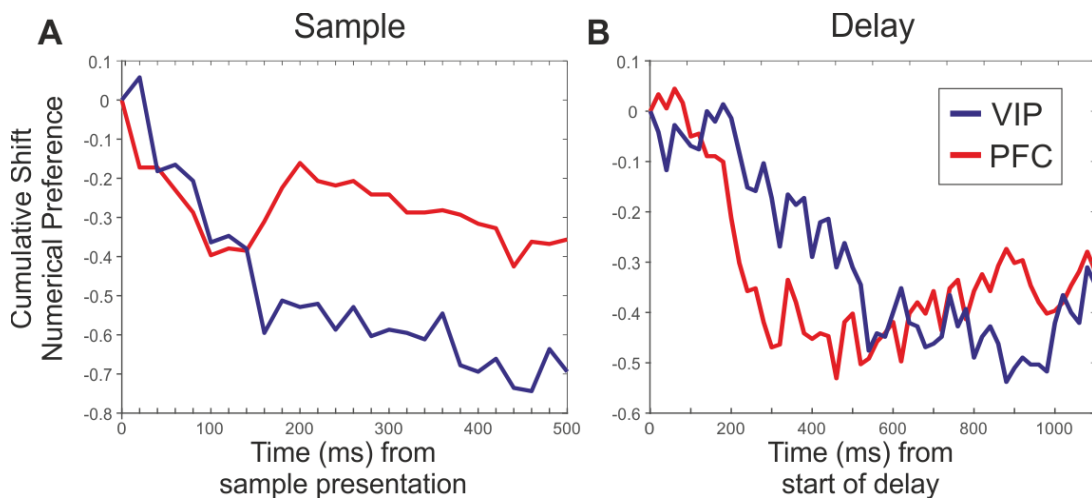 A
Sample
B
Delay
Cumulative Shift
Numerical Preference
0.1
0
-0.1
-0.2
-0.3
-0.4
-0.5
-0.6
-0.7
-0.8
0
100
200
300
400
500
Time (ms) from
sample presentation
0.1
0
-0.1
-0.2
-0.3
-0.4
-0.5
-0.6
0
200
400
600
800
1000
Time (ms) from
start of delay
VIP
PFC